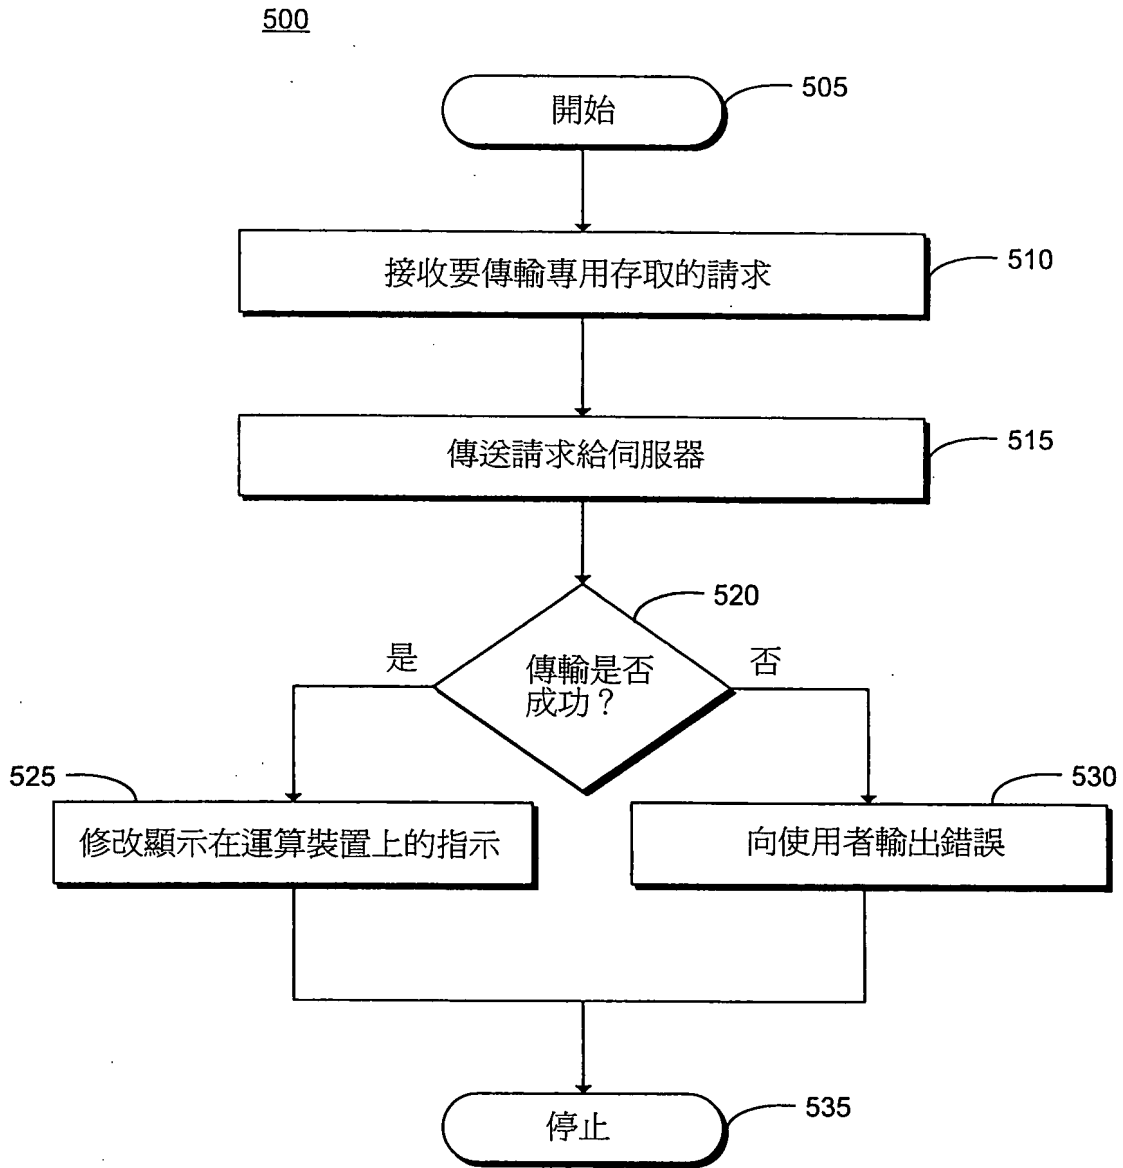 500
開始
505
接收要傳輸專用存取的請求
510
傳送請求給伺服器
515
520
是
傳輸是否
成功？
否
525
修改顯示在運算裝置上的指示
530
向使用者輸出錯誤
停止
535